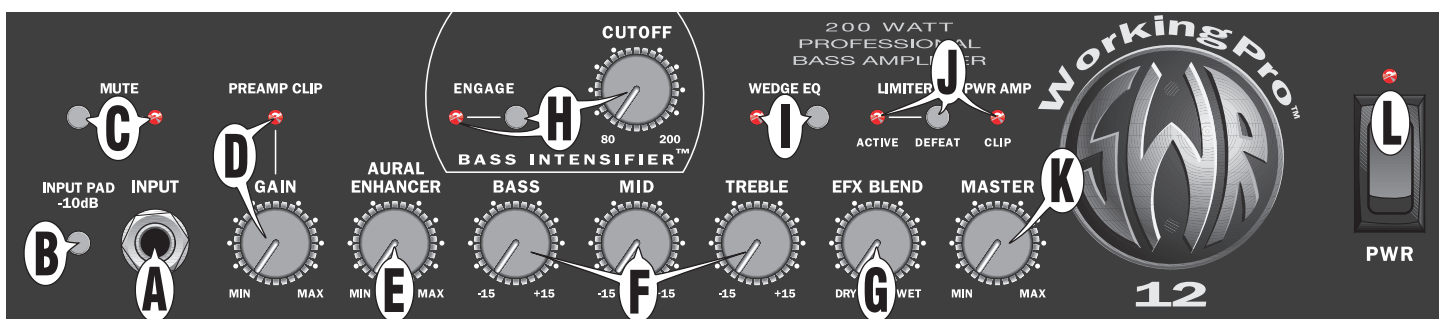 200 WATT
PROFESSIONAL
BASS AMPLIFIER
WorkingPro™
CUTOFF
MUTE
PREAMP CLIP
ENGAGE
WEDGE EQ
LIMITER
PWR AMP
C
H
I
J
L
80
200
ACTIVE
DEFEAT
CLIP
BASS INTENSIFIER™
D
K
SWR
INPUT PAD
-10dB
INPUT
GAIN
AURAL
ENHANCER
BASS
MID
TREBLE
EFX BLEND
MASTER
B
A
E
F
G
PWR
MIN
MAX
MIN
MAX
-15
+15
-15
-15
+15
DRY
WET
MIN
MAX
12